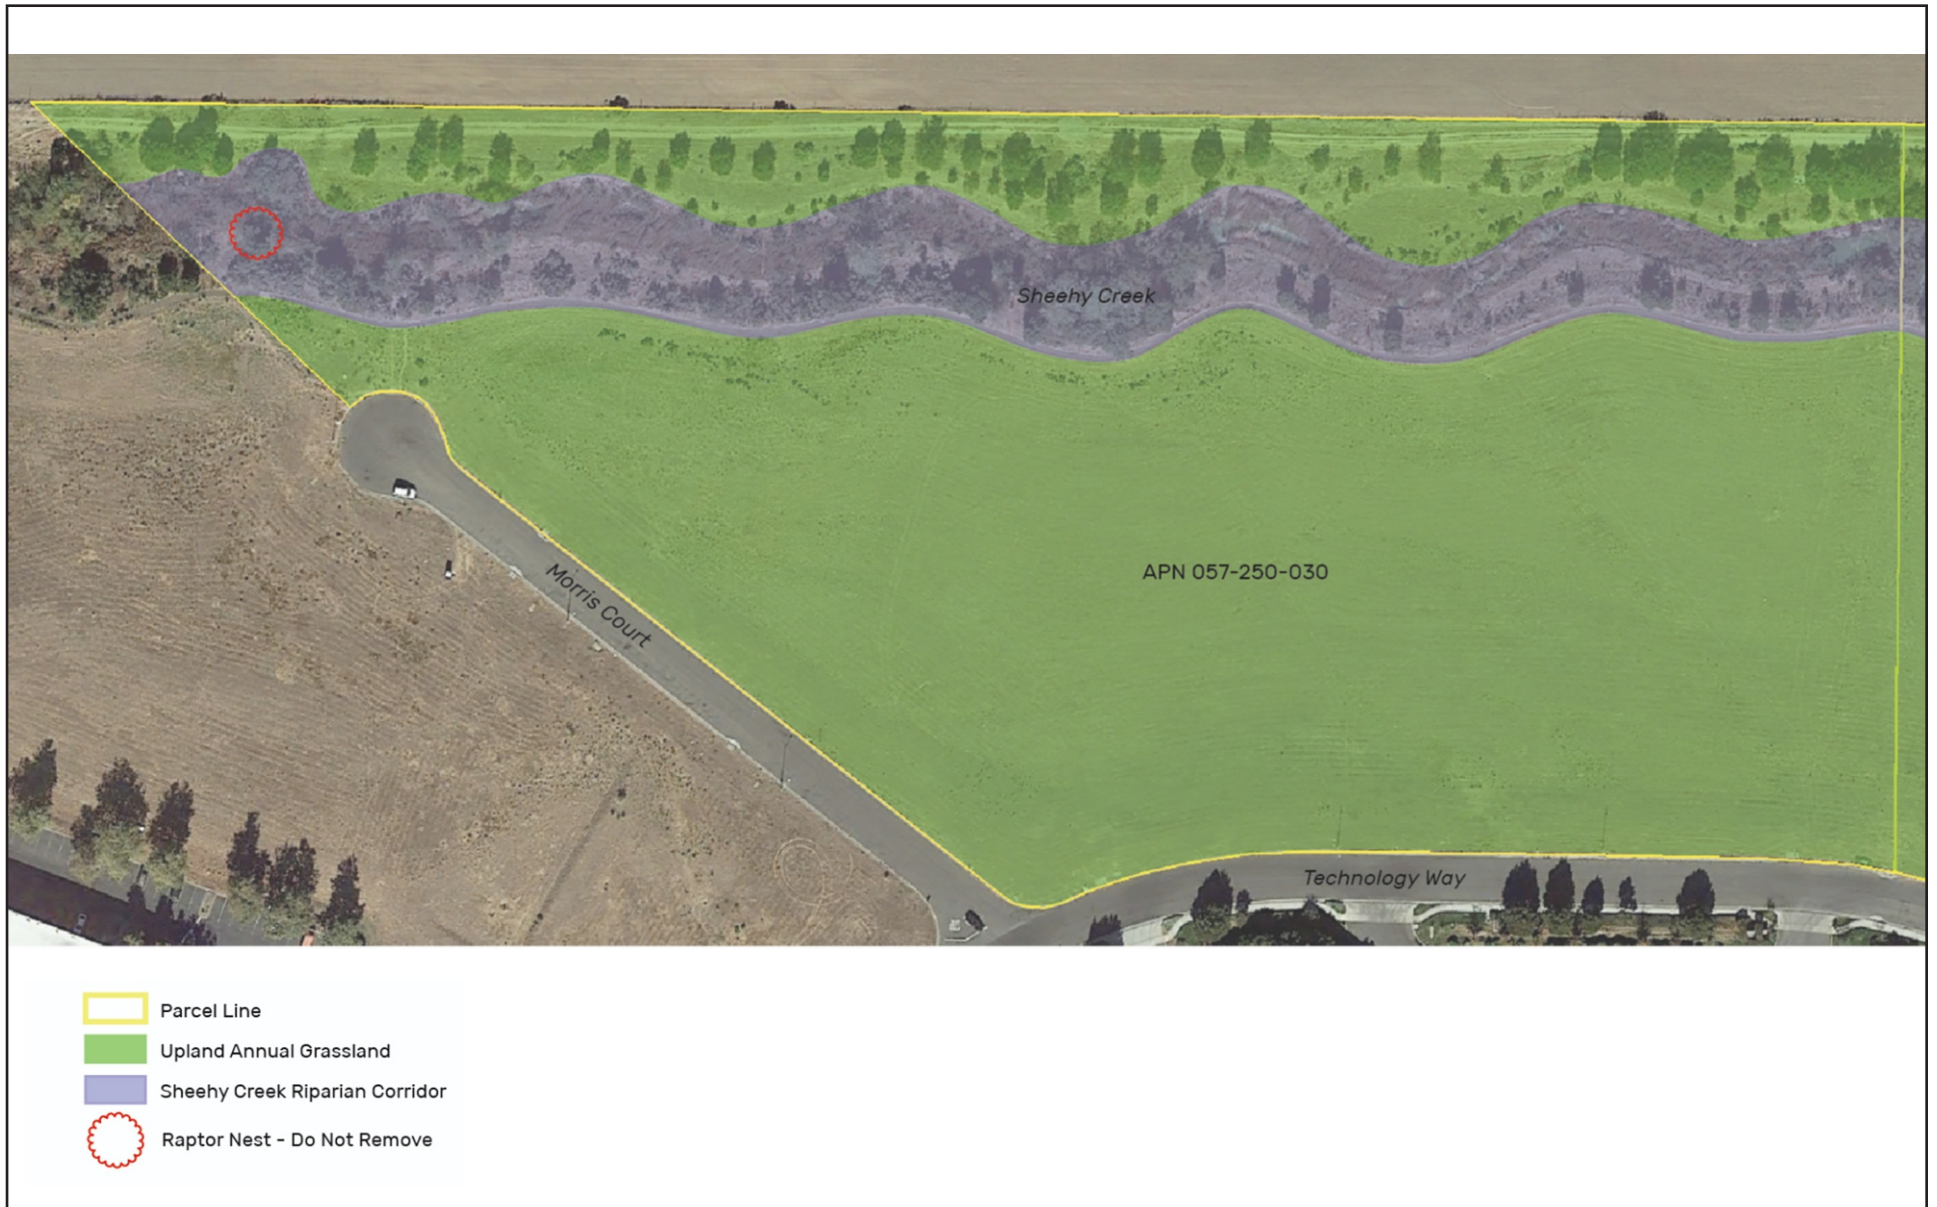 Sheehy Creek
APN 057-250-030
Morris Court
Technology Way
Parcel Line
Upland Annual Grassland
Sheehy Creek Riparian Corridor
Raptor Nest - Do Not Remove